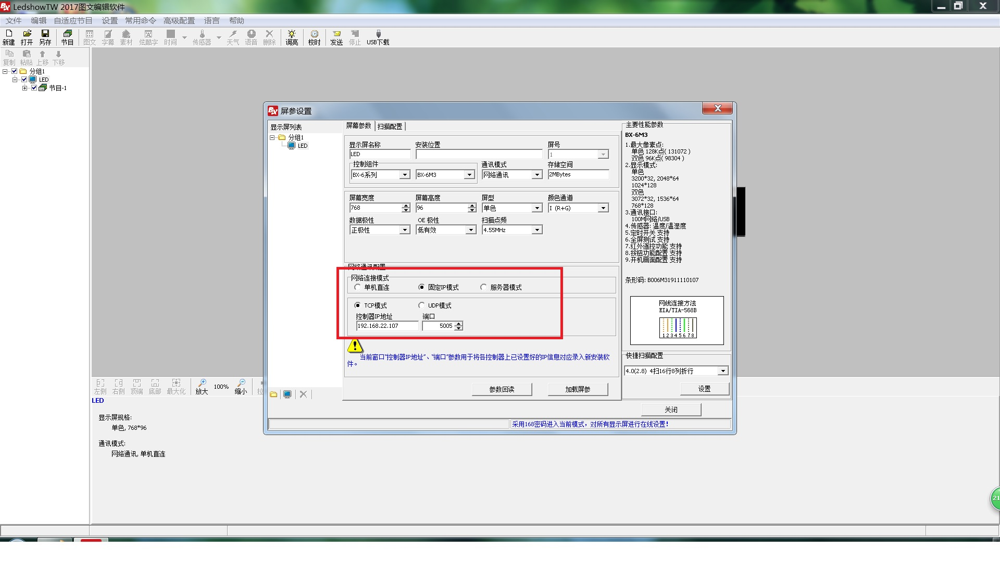 LedshowTW 2017图文编辑软件
文件 编辑 自适应节目 设置 常用命令 高级配置 语言 帮助
新建 打开 另存 节目 图文 字幕 素材 炫酷字 时间 传感器 天气 语音 删除 调亮 校时 发送 停止 USB下载
复制 粘贴 上移 下移
分组1
LED
节目-1
屏参设置
显示屏列表
分组1
LED
屏幕参数 扫描配置
显示屏名称 安装位置 屏号
LED 1
控制组件 通讯模式 存储空间
BX-6系列 BX-6M3 网络通讯 2MBytes
屏幕宽度 屏幕高度 屏型 颜色通道
768 96 单色 I (R+G)
数据极性 OE 极性 扫描点频
正极性 低有效 4.55MHz
网络通讯配置
网络连接模式
单机直连 固定IP模式 服务器模式
TCP模式 UDP模式
控制器IP地址 端口
192.168.22.107 5005
当前窗口“控制器IP地址”、“端口”参数用于将各控制器上已设置好的IP信息对应录入新安装软
件。
参数回读 加载屏参
主要性能参数
BX-6M3
1.最大像素点:
单色 128K点( 131072 )
双色 96K点( 98304 )
2.显示模式:
单色
3200*32, 2048*64
1024*128
双色
3072*32, 1536*64
768*128
3.通讯接口:
100M网络/USB
4.传感器: 温度/温湿度
5.定时开关 支持
6.全屏测试 支持
7.红外遥控功能 支持
8.按钮功能配置 支持
9.开机画面配置 支持
条形码: B006M31911110107
网线连接方法
EIA/TIA-568B
1 2 3 4 5 6 7 8
快捷扫描配置
4.0(2.8) 4扫16行8列折行
设置
关闭
采用168密码进入当前模式，对所有显示屏进行在线设置！
左侧 右侧 顶端 底部 最大化 放大 100% 缩小 拉
LED
显示屏规格:
单色, 768*96
通讯模式:
网络通讯, 单机直连
21